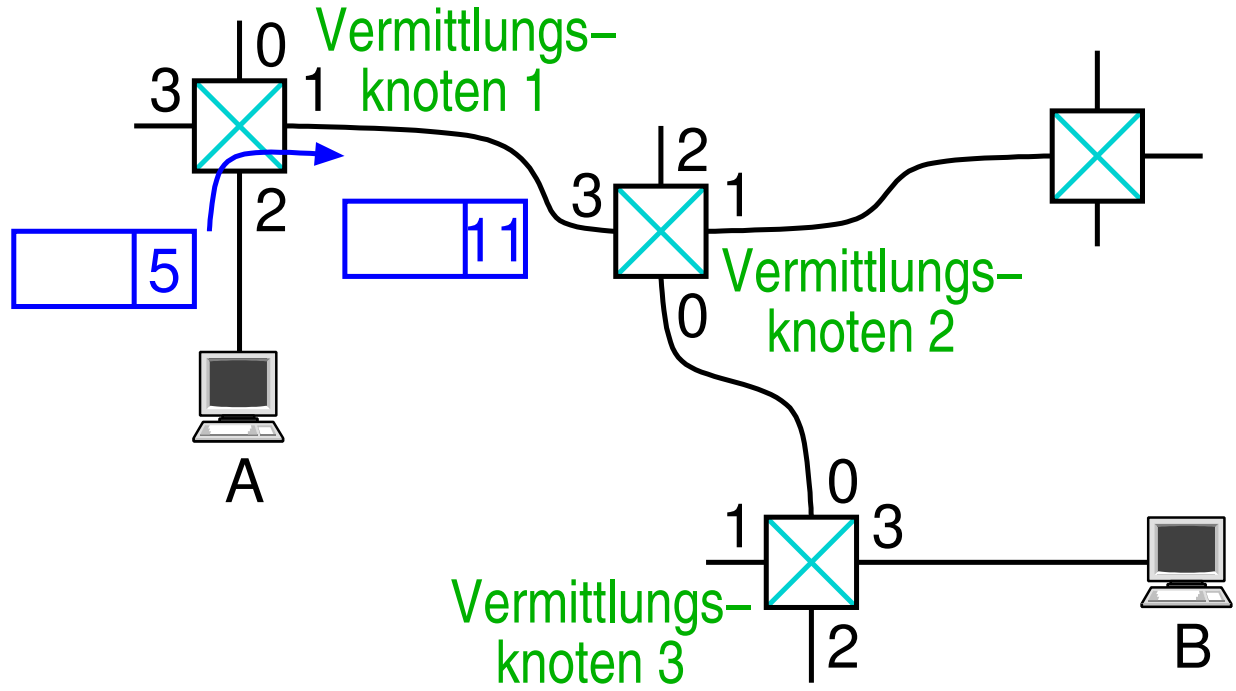 0
Vermittlungs–
knoten 1
3
1
2
5
11
2
3
1
0
Vermittlungs–
knoten 2
A
0
1
3
Vermittlungs–
knoten 3
2
B